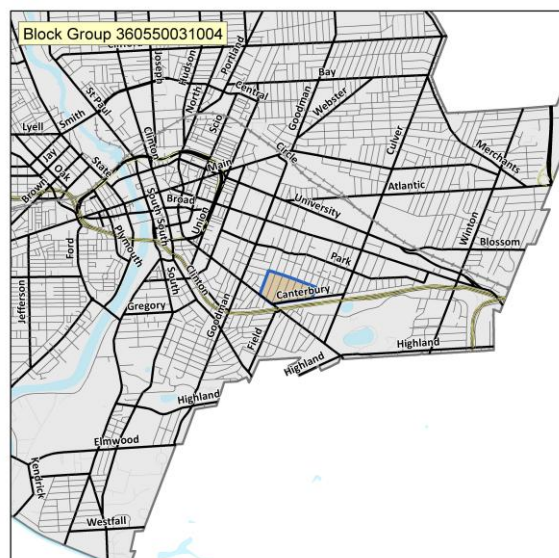 Block Group 360550031004
Clifford
Joseph
Hudson
Portland
Bay
St Paul
North
Central
Goodman
Webster
Smith
Lyell
Scio
Culver
Merchants
Jay
Clinton
Circle
Oak
State
Main
Atlantic
Brown
Broad
University
Union
Winton
South
South
Plymouth
Park
Blossom
Ford
South
Clinton
Canterbury
Jefferson
Gregory
Goodman
Field
Highland
Highland
Highland
Elmwood
Kendrick
Westfall